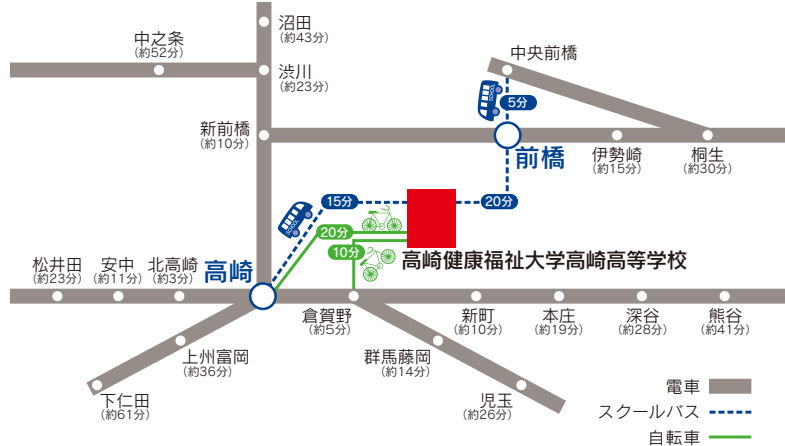 沼田
(約43分)
中之条
(約52分)
渋川
(約23分)
中央前橋
5分
新前橋
(約10分)
前橋
伊勢崎
(約15分)
桐生
(約30分)
15分
20分
20分
10分
高崎健康福祉大学高崎高等学校
松井田
(約23分)
安中
(約11分)
北高崎
(約3分)
高崎
倉賀野
(約5分)
新町
(約10分)
本庄
(約19分)
深谷
(約28分)
熊谷
(約41分)
上州富岡
(約36分)
群馬藤岡
(約14分)
下仁田
(約61分)
児玉
(約26分)
電車
スクールバス
自転車